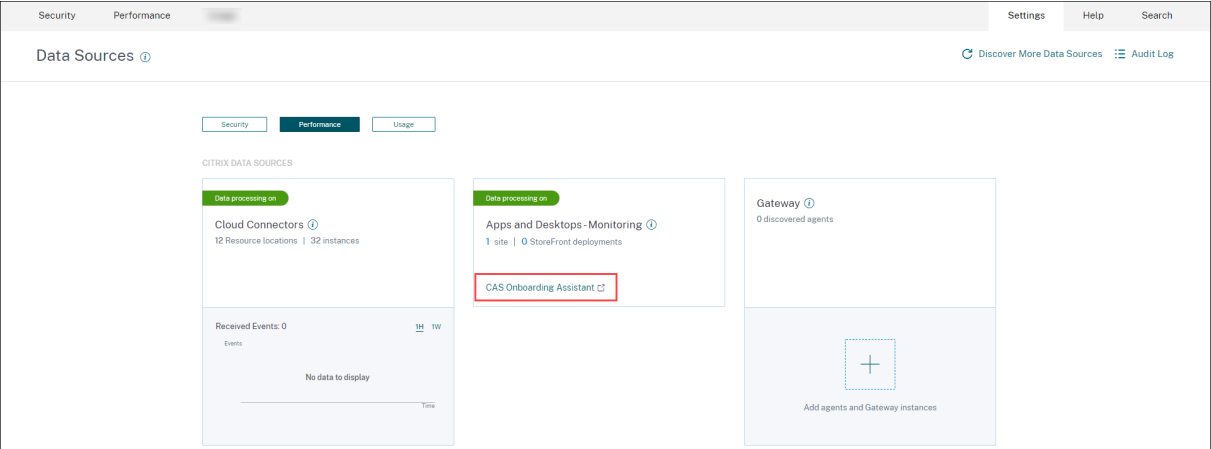 Security Performance Settings Help Search
Data Sources
Discover More Data Sources Audit Log
Security Performance Usage
CITRIX DATA SOURCES
Data processing on
Cloud Connectors
12 Resource locations | 32 instances
Received Events: 0 1H 1W
Events
No data to display
Time
Data processing on
Apps and Desktops - Monitoring
1 site | 0 StoreFront deployments
CAS Onboarding Assistant
Gateway
0 discovered agents
Add agents and Gateway instances